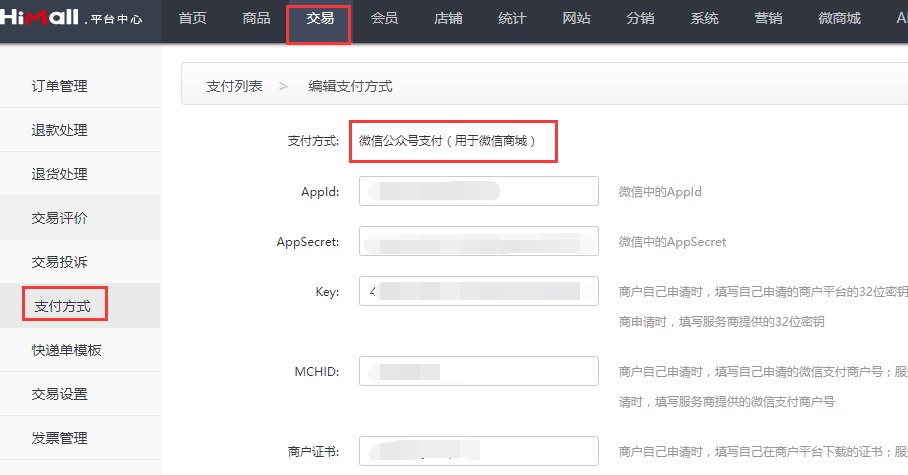 HiMall.平台中心 首页 商品 交易 会员 店铺 统计 网站 分销 系统 营销 微商城
订单管理
退款处理
退货处理
交易评价
交易投诉
支付方式
快递单模板
交易设置
发票管理
支付列表 > 编辑支付方式
支付方式: 微信公众号支付（用于微信商城）
AppId: 微信中的AppId
AppSecret: 微信中的AppSecret
Key: 4 商户自己申请时，填写自己申请的商户平台的32位密钥
商申请时，填写服务商提供的32位密钥
MCHID: 商户自己申请时，填写自己申请的微信支付商户号；服
请时，填写服务商提供的微信支付商户号
商户证书: 商户自己申请时，填写自己在商户平台下载的证书；服